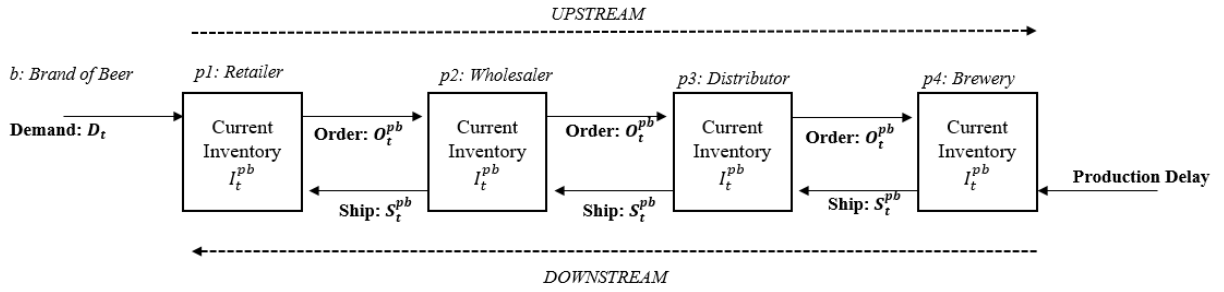 UPSTREAM
b: Brand of Beer
p1: Retailer
p2: Wholesaler
p3: Distributor
p4: Brewery
Demand: D_t
Current
Inventory
I_t^{pb}
Order: O_t^{pb}
Ship: S_t^{pb}
Current
Inventory
I_t^{pb}
Order: O_t^{pb}
Ship: S_t^{pb}
Current
Inventory
I_t^{pb}
Order: O_t^{pb}
Ship: S_t^{pb}
Current
Inventory
I_t^{pb}
Production Delay
DOWNSTREAM